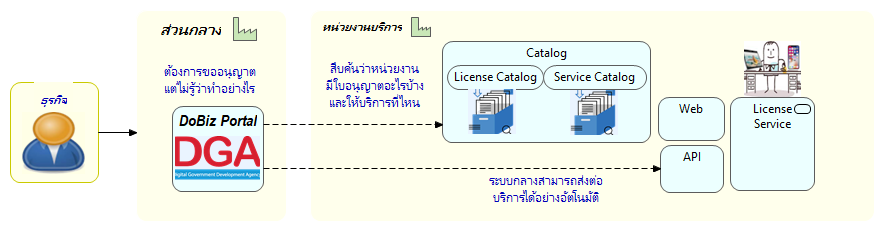 ส่วนกลาง
หน่วยงานบริการ
ธุรกิจ
ต้องการขออนุญาต
แต่ไม่รู้ว่าทำอย่างไร
DoBiz Portal
DGA
igital Government Development Agenc
สืบค้นว่าหน่วยงาน
มีใบอนุญาตอะไรบ้าง
และให้บริการที่ไหน
Catalog
License Catalog
Service Catalog
Web
API
License
Service
ระบบกลางสามารถส่งต่อ
บริการได้อย่างอัตโนมัติ